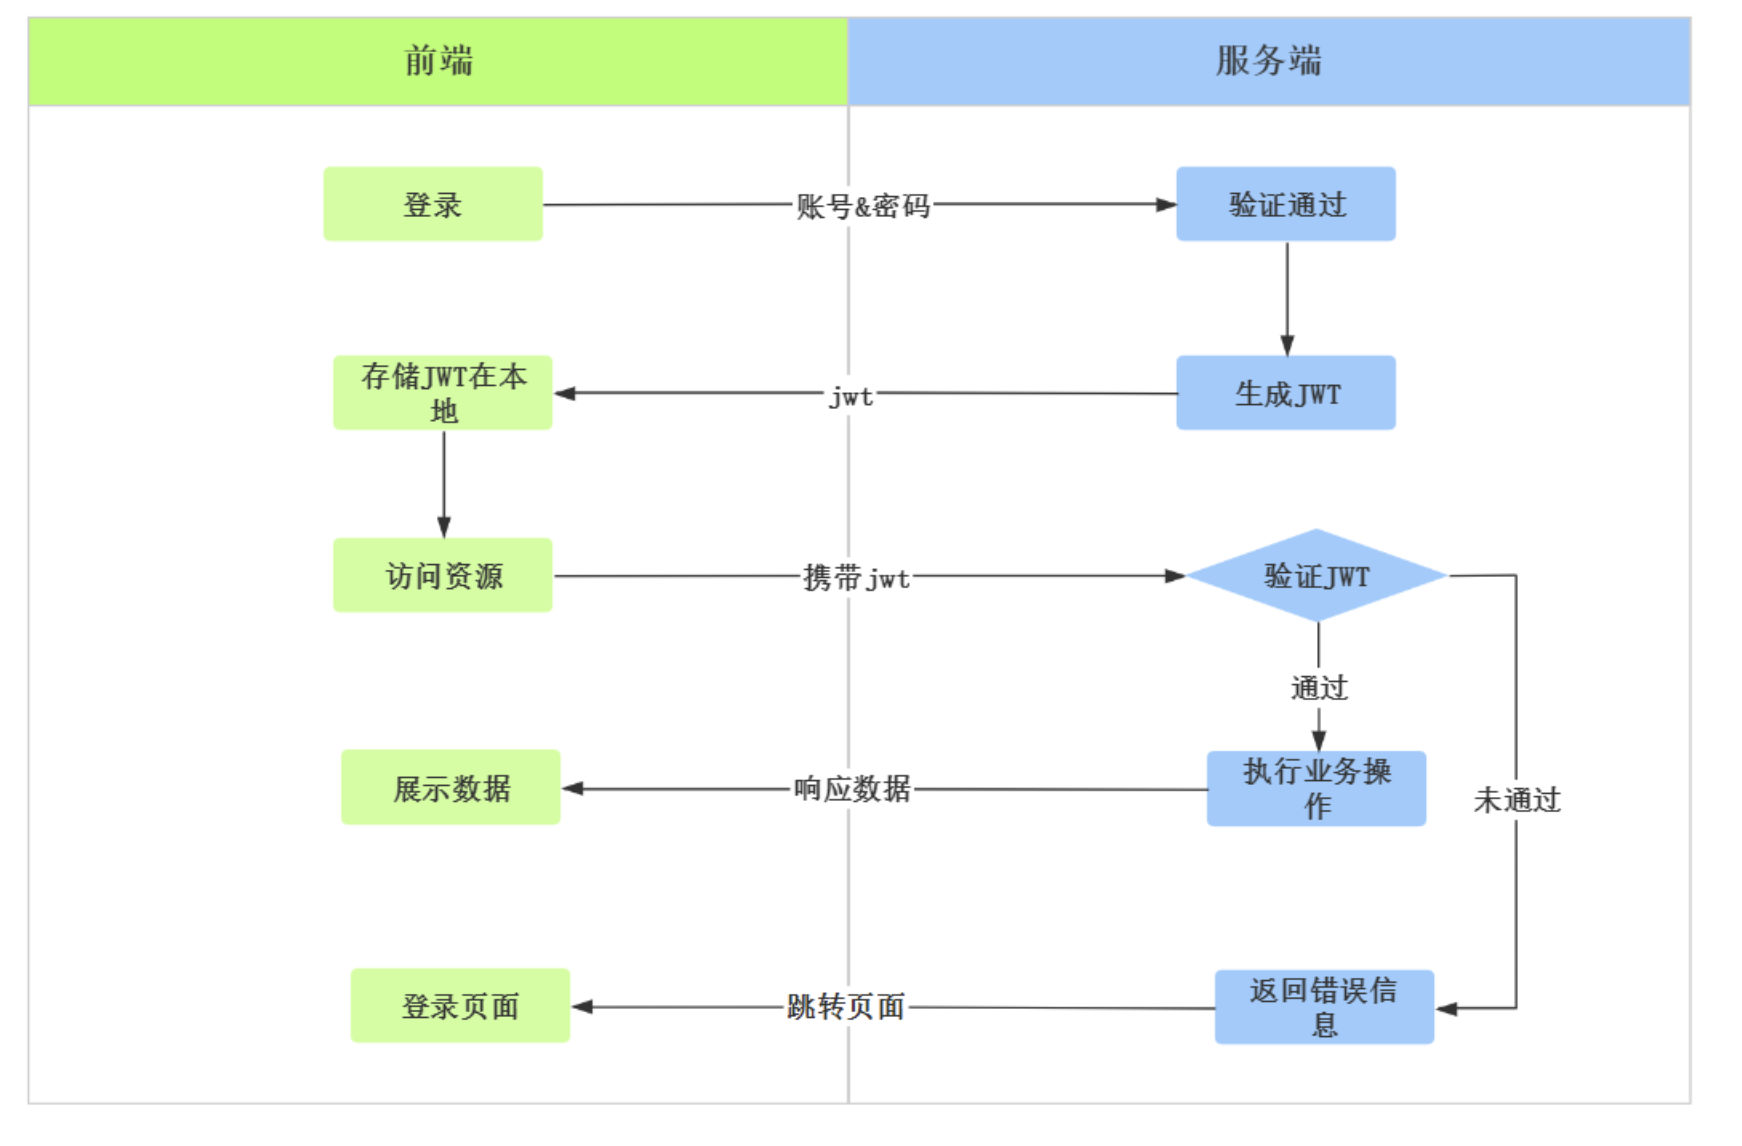 前端
服务端
登录
账号&密码
验证通过
存储JWT在本
地
jwt
生成JWT
访问资源
携带jwt
验证JWT
通过
展示数据
响应数据
执行业务操
作
未通过
登录页面
跳转页面
返回错误信
息